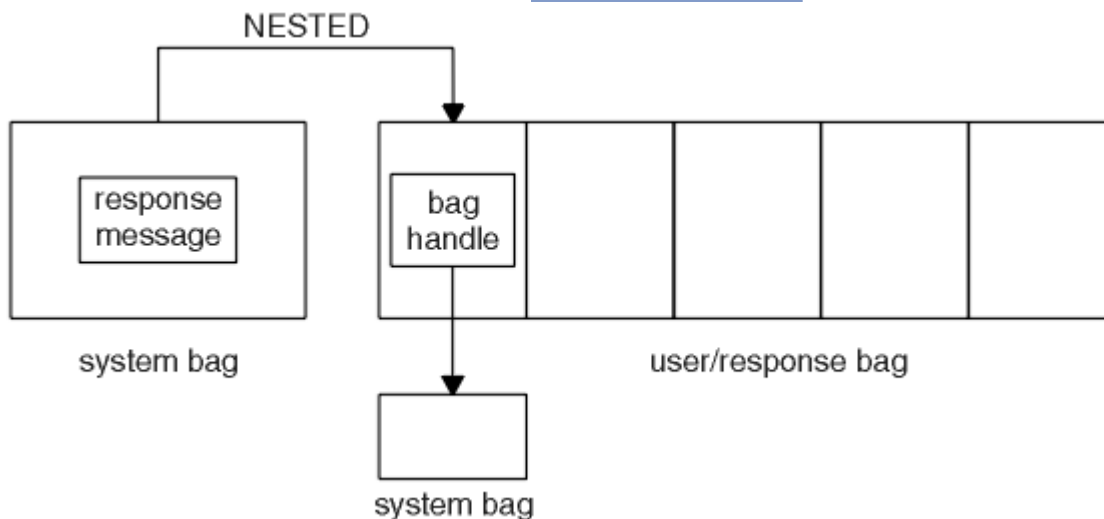 NESTED
response
message
bag
handle
system bag
user/response bag
system bag